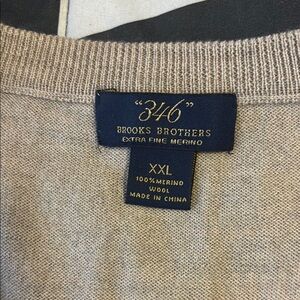 "346"
BROOKS BROTHERS
EXTRA FINE MERINO
XXL
100% MERINO
WOOL
MADE IN CHINA